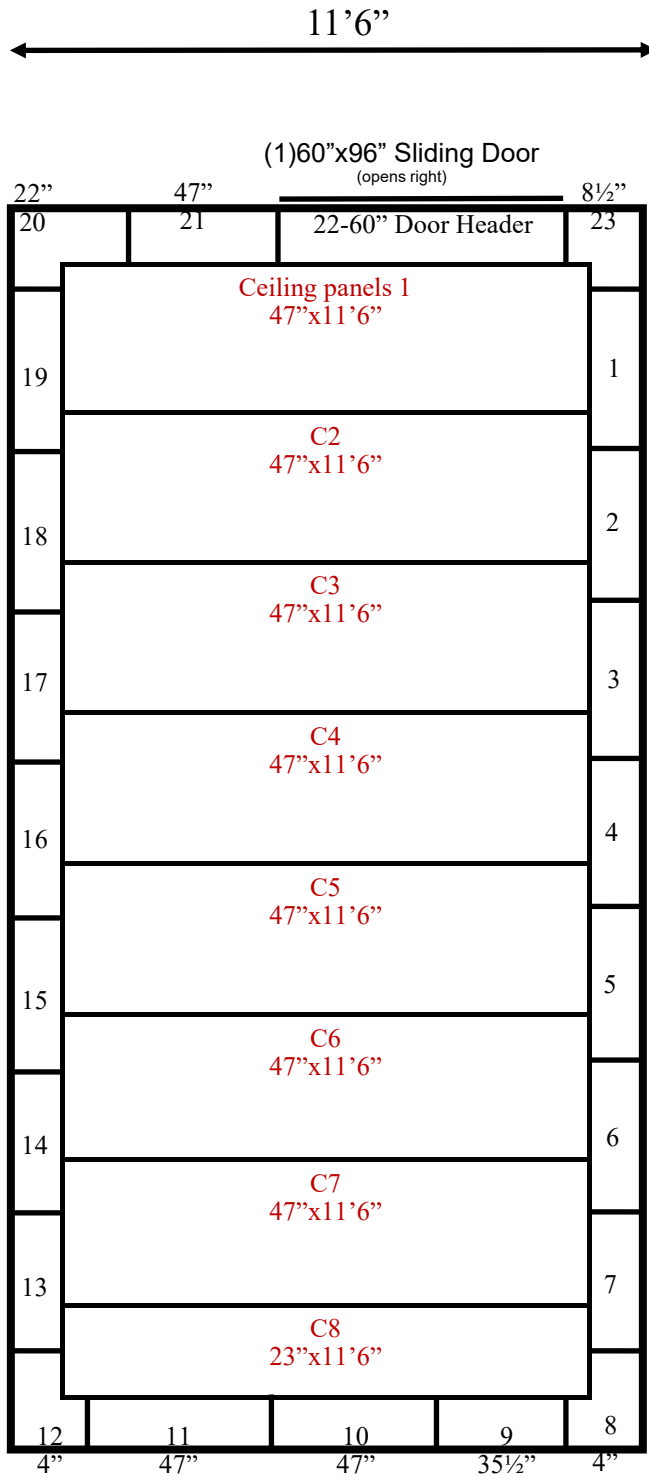 11’6”
(1)60”x96” Sliding Door
(opens right)
22” 47” 8½”
20 21 22-60” Door Header 23
Ceiling panels 1
47”x11’6”
19 1
C2
47”x11’6”
18 2
C3
47”x11’6”
17 3
C4
47”x11’6”
16 4
C5
47”x11’6”
15 5
C6
47”x11’6”
14 6
C7
47”x11’6”
13 7
C8
23”x11’6”
12 11 10 9 8
4” 47” 47” 35½” 4”